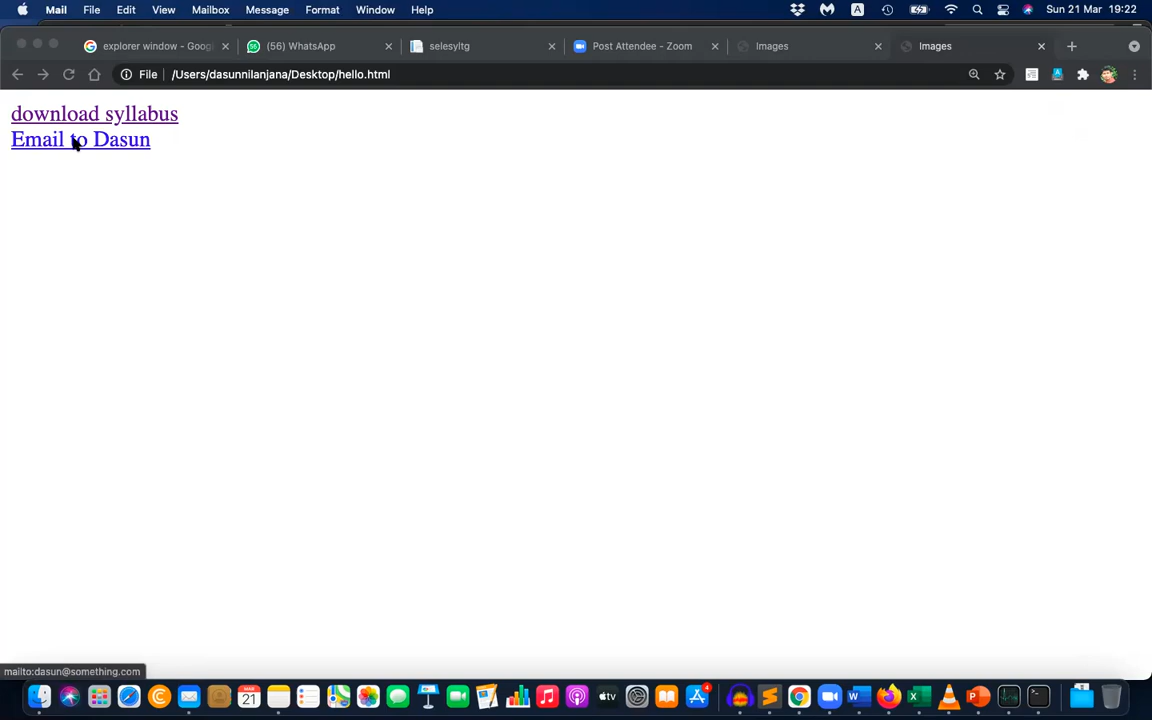 Mail File Edit View Mailbox Message Format Window Help A Sun 21 Mar 19:22
explorer window - Goog (56) WhatsApp selesyltg Post Attendee - Zoom Images Images
File /Users/dasunnilanjana/Desktop/hello.html
download syllabus
Email to Dasun
mailto:dasun@something.com